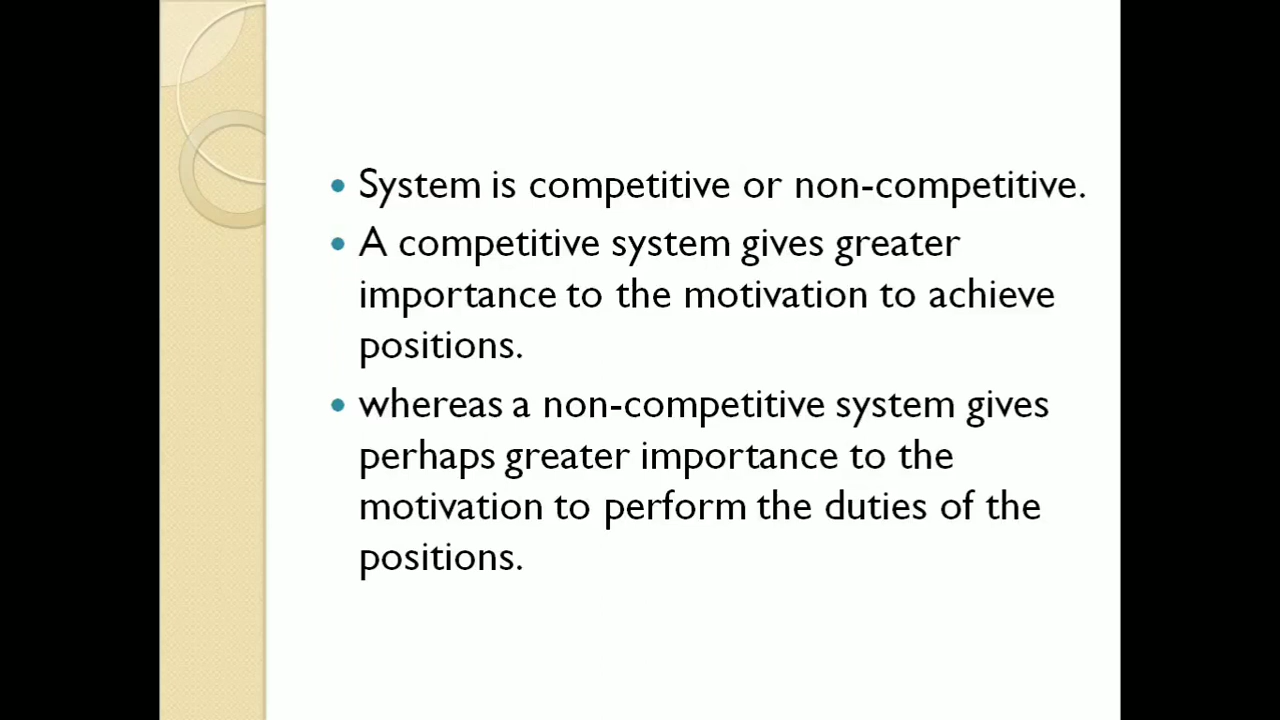 • System is competitive or non-competitive.
• A competitive system gives greater
importance to the motivation to achieve
positions.
• whereas a non-competitive system gives
perhaps greater importance to the
motivation to perform the duties of the
positions.